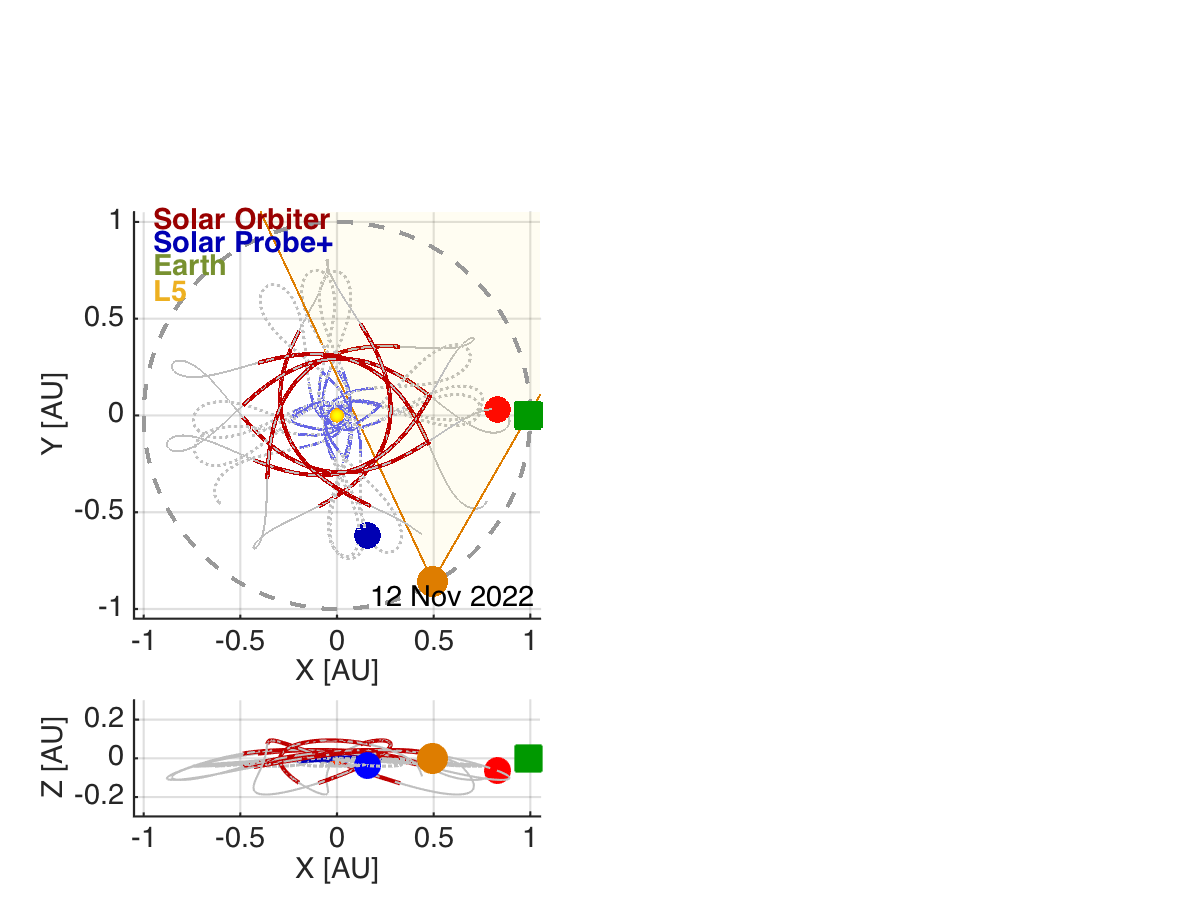 Solar Orbiter
Solar Probe+
Earth
L5
1
0.5
0
-0.5
-1
Y [AU]
12 Nov 2022
-1 -0.5 0 0.5 1
X [AU]
0.2
0
-0.2
Z [AU]
-1 -0.5 0 0.5 1
X [AU]